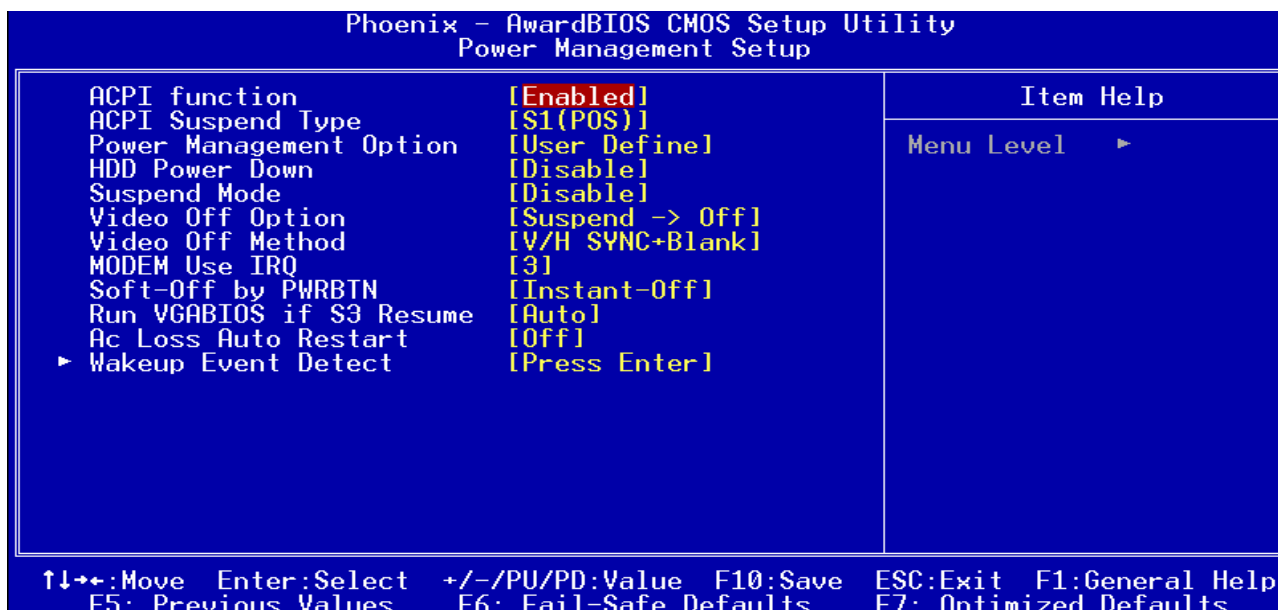 Phoenix - AwardBIOS CMOS Setup Utility
Power Management Setup
ACPI function [Enabled]
ACPI Suspend Type [S1(POS)]
Power Management Option [User Define]
HDD Power Down [Disable]
Suspend Mode [Disable]
Video Off Option [Suspend -> Off]
Video Off Method [V/H SYNC+Blank]
MODEM Use IRQ [3]
Soft-Off by PWRBTN [Instant-Off]
Run VGABIOS if S3 Resume [Auto]
Ac Loss Auto Restart [Off]
► Wakeup Event Detect [Press Enter]
Item Help
Menu Level ►
↑↓→←:Move Enter:Select +/-/PU/PD:Value F10:Save ESC:Exit F1:General Help
F5: Previous Values F6: Fail-Safe Defaults F7: Optimized Defaults